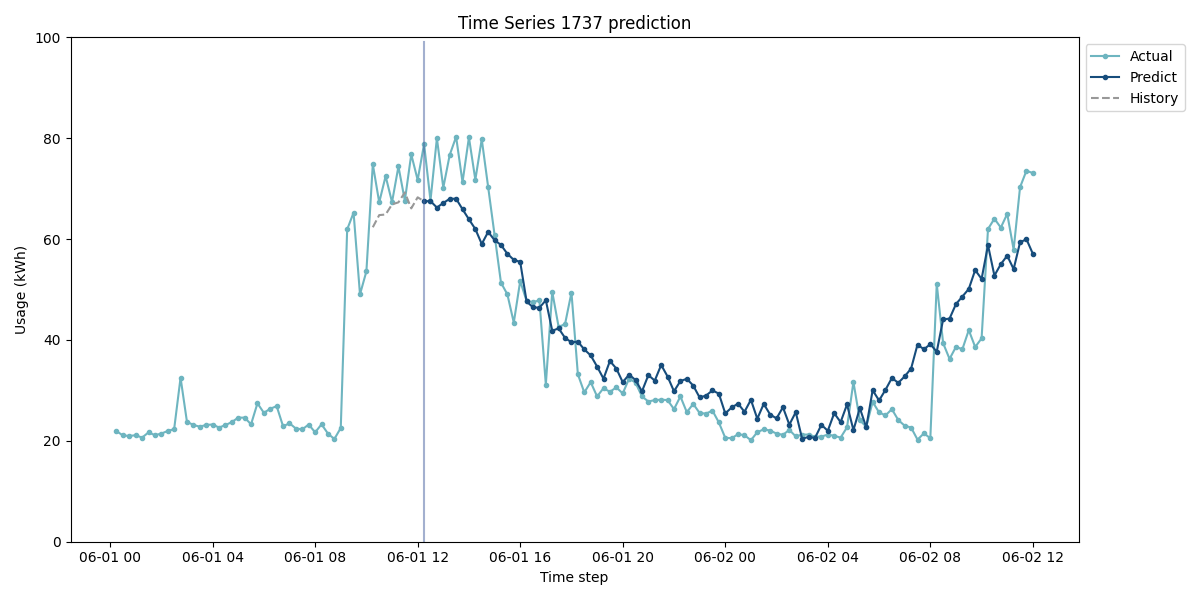 Time Series 1737 prediction
100
80
60
40
20
0
Usage (kWh)
06-01 00
06-01 04
06-01 08
06-01 12
06-01 16
06-01 20
06-02 00
06-02 04
06-02 08
06-02 12
Time step
Actual
Predict
History